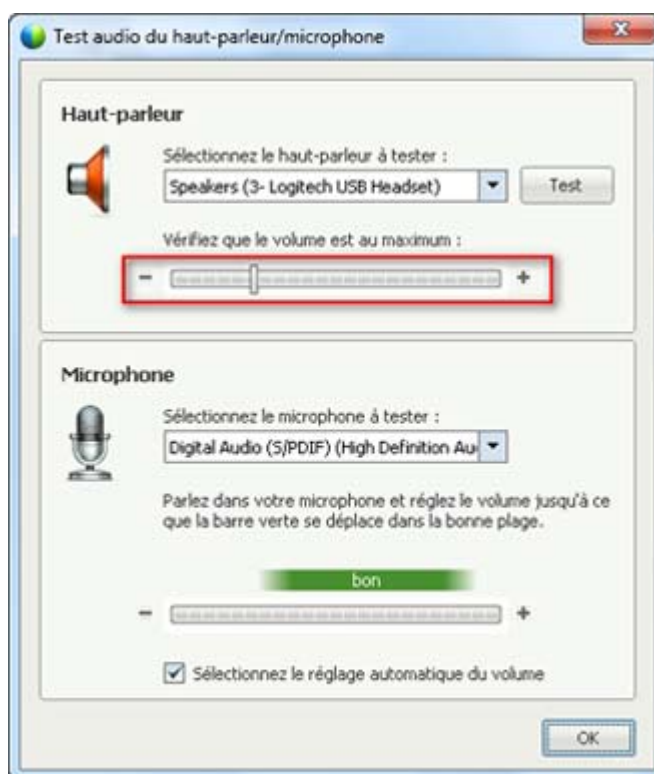 Test audio du haut-parleur/microphone
Haut-parleur
Sélectionnez le haut-parleur à tester :
Speakers (3- Logitech USB Headset)
Test
Vérifiez que le volume est au maximum :
- +
Microphone
Sélectionnez le microphone à tester :
Digital Audio (S/PDIF) (High Definition Au
Parlez dans votre microphone et réglez le volume jusqu'à ce
que la barre verte se déplace dans la bonne plage.
bon
- +
Sélectionnez le réglage automatique du volume
OK